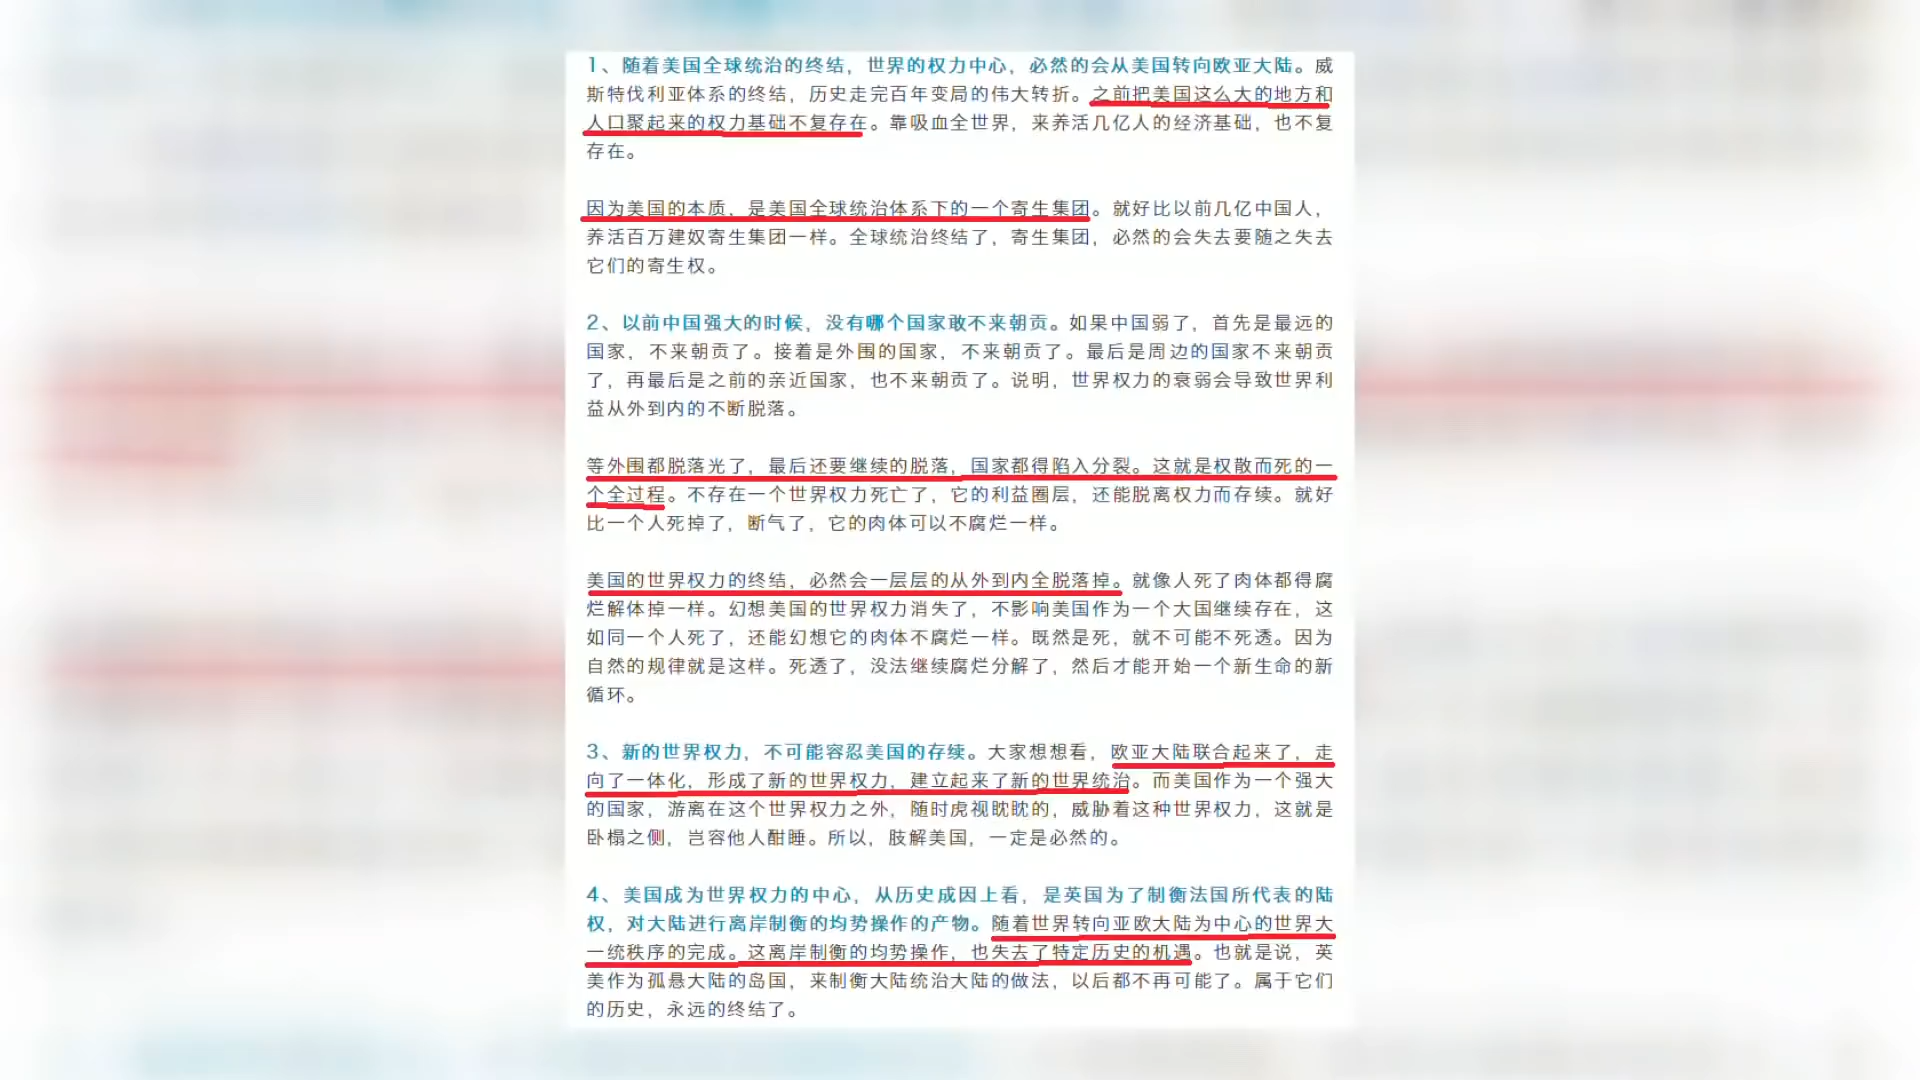 1、随着美国全球统治的终结，世界的权力中心，必然的会从美国转向欧亚大陆。威
斯特伐利亚体系的终结，历史走完百年变局的伟大转折。之前把美国这么大的地方和
人口聚起来的权力基础不复存在。靠吸血全世界，来养活几亿人的经济基础，也不复
存在。
因为美国的本质，是美国全球统治体系下的一个寄生集团。就好比以前几亿中国人，
养活百万建奴寄生集团一样。全球统治终结了，寄生集团，必然的会失去要随之失去
它们的寄生权。
2、以前中国强大的时候，没有哪个国家敢不来朝贡。如果中国弱了，首先是最远的
国家，不来朝贡了。接着是外围的国家，不来朝贡了。最后是周边的国家不来朝贡
了，再最后是之前的亲近国家，也不来朝贡了。说明，世界权力的衰弱会导致世界利
益从外到内的不断脱落。
等外围都脱落光了，最后还要继续的脱落，国家都得陷入分裂。这就是权散而死的一
个全过程。不存在一个世界权力死亡了，它的利益圈层，还能脱离权力而存续。就好
比一个人死掉了，断气了，它的肉体可以不腐烂一样。
美国的世界权力的终结，必然会一层层的从外到内全脱落掉。就像人死了肉体都得腐
烂解体掉一样。幻想美国的世界权力消失了，不影响美国作为一个大国继续存在，这
如同一个人死了，还能幻想它的肉体不腐烂一样。既然是死，就不可能不死透。因为
自然的规律就是这样。死透了，没法继续腐烂分解了，然后才能开始一个新生命的新
循环。
3、新的世界权力，不可能容忍美国的存续。大家想想看，欧亚大陆联合起来了，走
向了一体化，形成了新的世界权力，建立起来了新的世界统治。而美国作为一个强大
的国家，游离在这个世界权力之外，随时虎视眈眈的，威胁着这种世界权力，这就是
卧榻之侧，岂容他人酣睡。所以，肢解美国，一定是必然的。
4、美国成为世界权力的中心，从历史成因上看，是英国为了制衡法国所代表的陆
权，对大陆进行离岸制衡的均势操作的产物。随着世界转向亚欧大陆为中心的世界大
一统秩序的完成。这离岸制衡的均势操作，也失去了特定历史的机遇。也就是说，英
美作为孤悬大陆的岛国，来制衡大陆统治大陆的做法，以后都不再可能了。属于它们
的历史，永远的终结了。